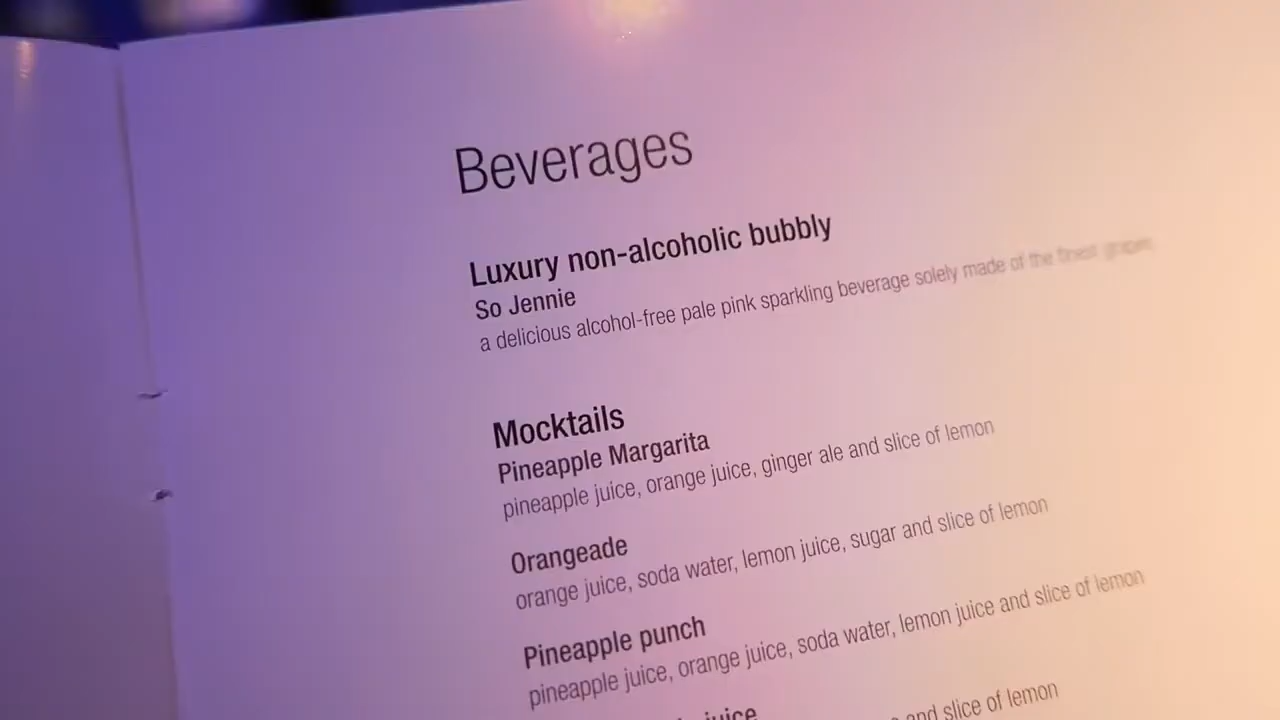 Beverages
Luxury non-alcoholic bubbly
So Jennie
a delicious alcohol-free pale pink sparkling beverage solely made of the finest grapes
Mocktails
Pineapple Margarita
pineapple juice, orange juice, ginger ale and slice of lemon
Orangeade
orange juice, soda water, lemon juice, sugar and slice of lemon
Pineapple punch
pineapple juice, orange juice, soda water, lemon juice and slice of lemon
juice
and slice of lemon